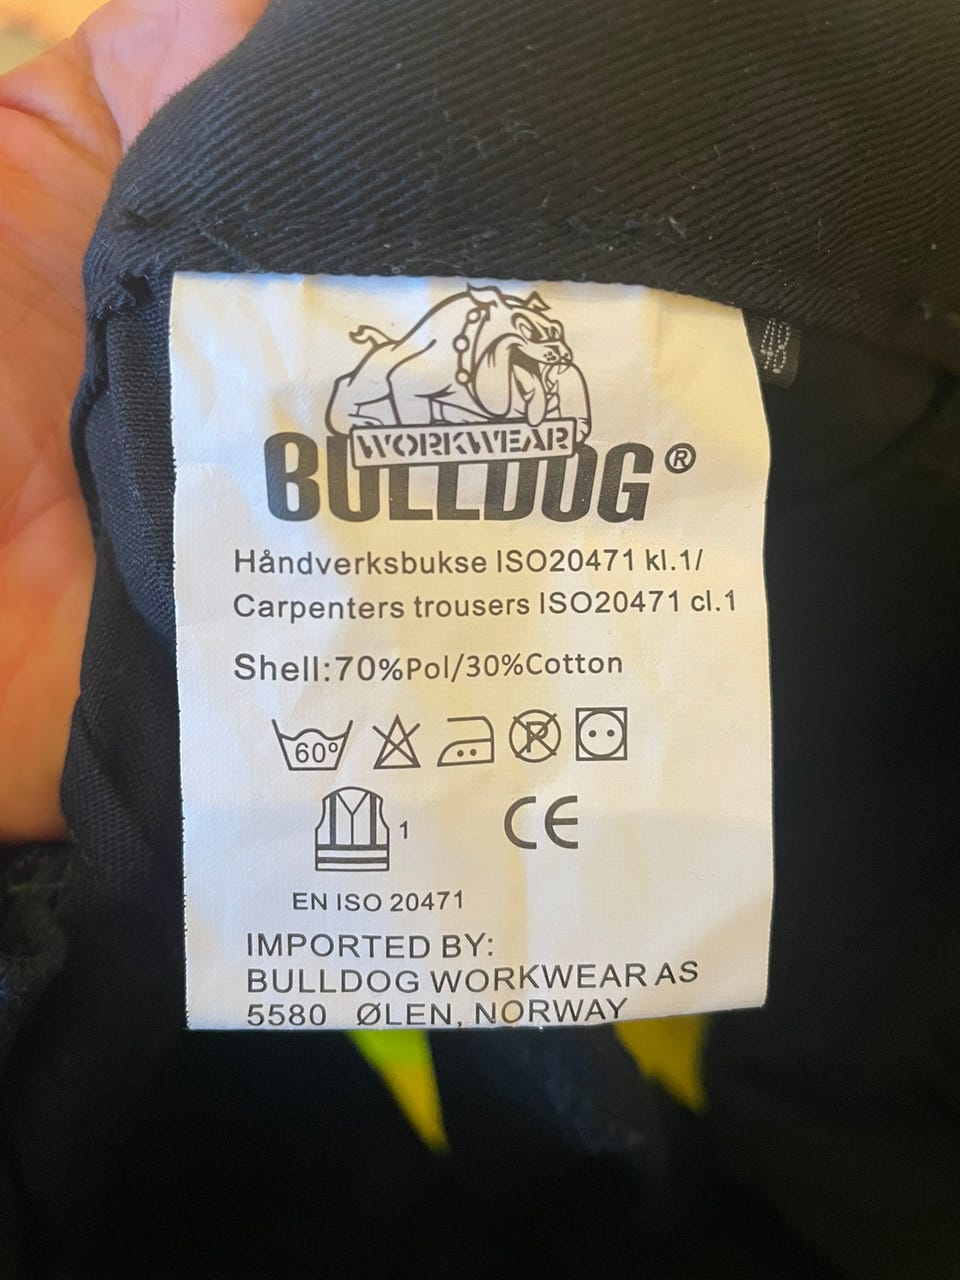 WORKWEAR
BULLDOG®
Håndverksbukse ISO20471 kl.1/
Carpenters trousers ISO20471 cl.1
Shell:70%Pol/30%Cotton
60° P
1 CE
EN ISO 20471
IMPORTED BY:
BULLDOG WORKWEAR AS
5580 ØLEN, NORWAY